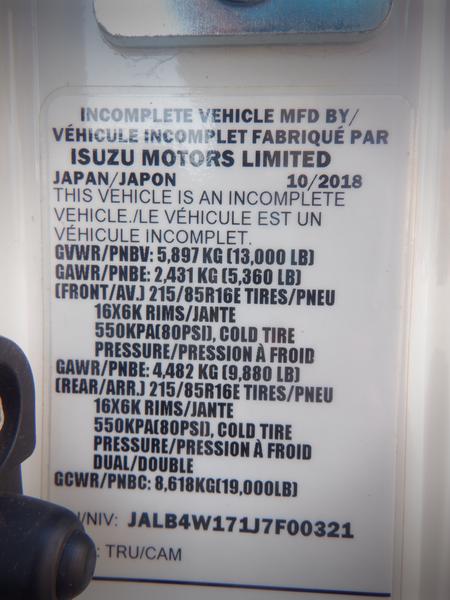 INCOMPLETE VEHICLE MFD BY/
VÉHICULE INCOMPLET FABRIQUÉ PAR
ISUZU MOTORS LIMITED
JAPAN/JAPON 10/2018
THIS VEHICLE IS AN INCOMPLETE
VEHICLE./LE VÉHICULE EST UN
VÉHICULE INCOMPLET.
GVWR/PNBV: 5,897 KG (13,000 LB)
GAWR/PNBE: 2,431 KG (5,360 LB)
(FRONT/AV.) 215/85R16E TIRES/PNEU
16X6K RIMS/JANTE
550KPA(80PSI), COLD TIRE
PRESSURE/PRESSION À FROID
GAWR/PNBE: 4,482 KG (9,880 LB)
(REAR/ARR.) 215/85R16E TIRES/PNEU
16X6K RIMS/JANTE
550KPA(80PSI), COLD TIRE
PRESSURE/PRESSION À FROID
DUAL/DOUBLE
GCWR/PNBC: 8,618KG(19,000LB)
/NIV: JALB4W171J7F00321
: TRU/CAM